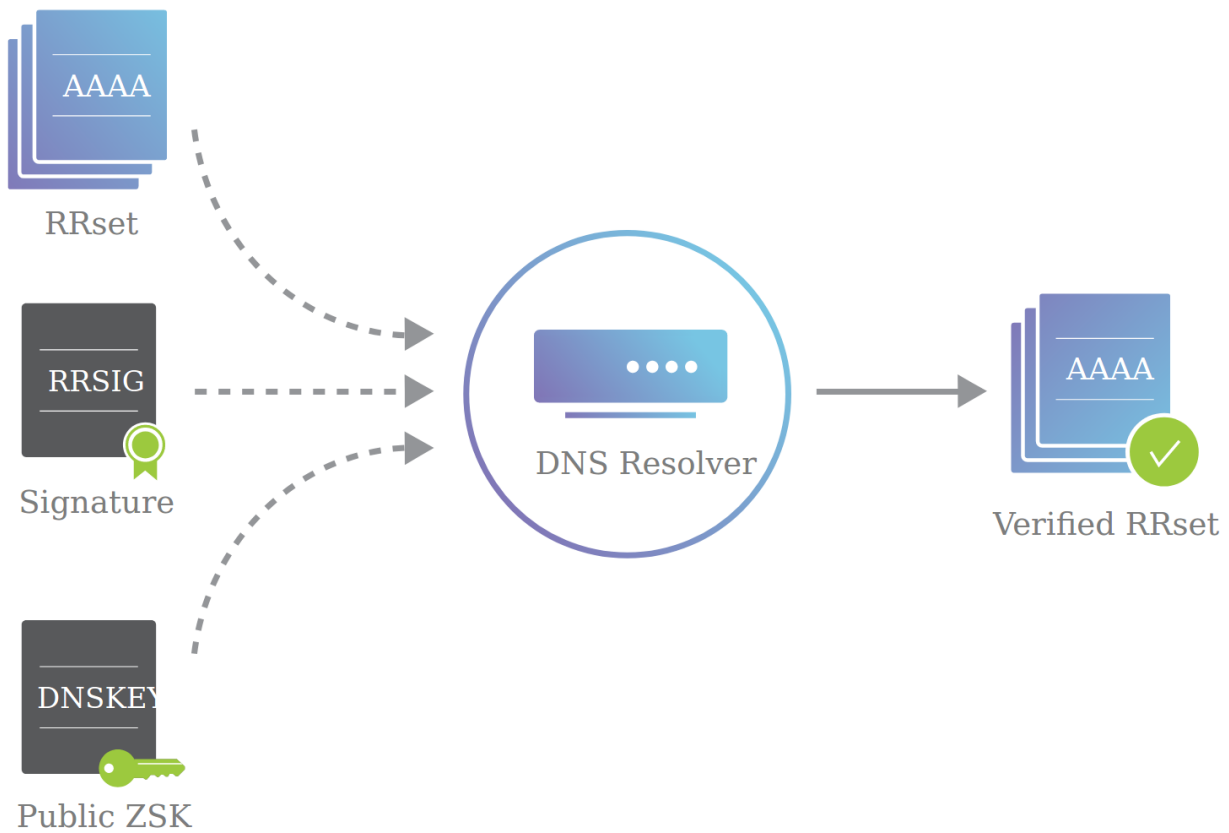 AAAA
RRset
RRSIG
Signature
DNSKEY
Public ZSK
DNS Resolver
AAAA
Verified RRset